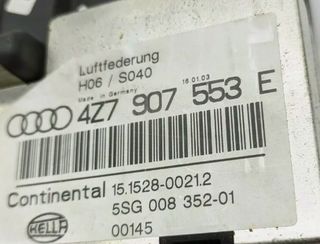 Luftfederung
H06 / S040
Made in Germany
16.01.03
4Z7 907 553 E
Continental 15.1528-0021.2
5SG 008 352-01
HELLA
00145